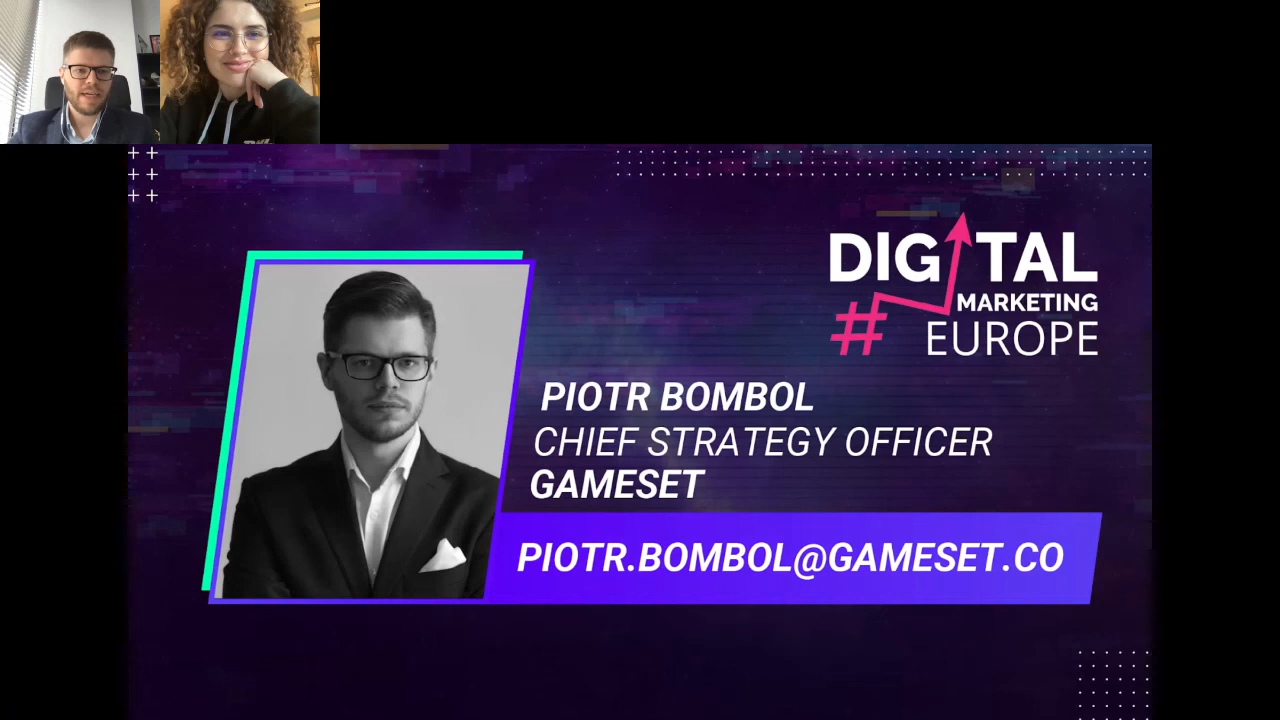 DIGITAL
MARKETING
# EUROPE
PIOTR BOMBOL
CHIEF STRATEGY OFFICER
GAMESET
PIOTR.BOMBOL@GAMESET.CO